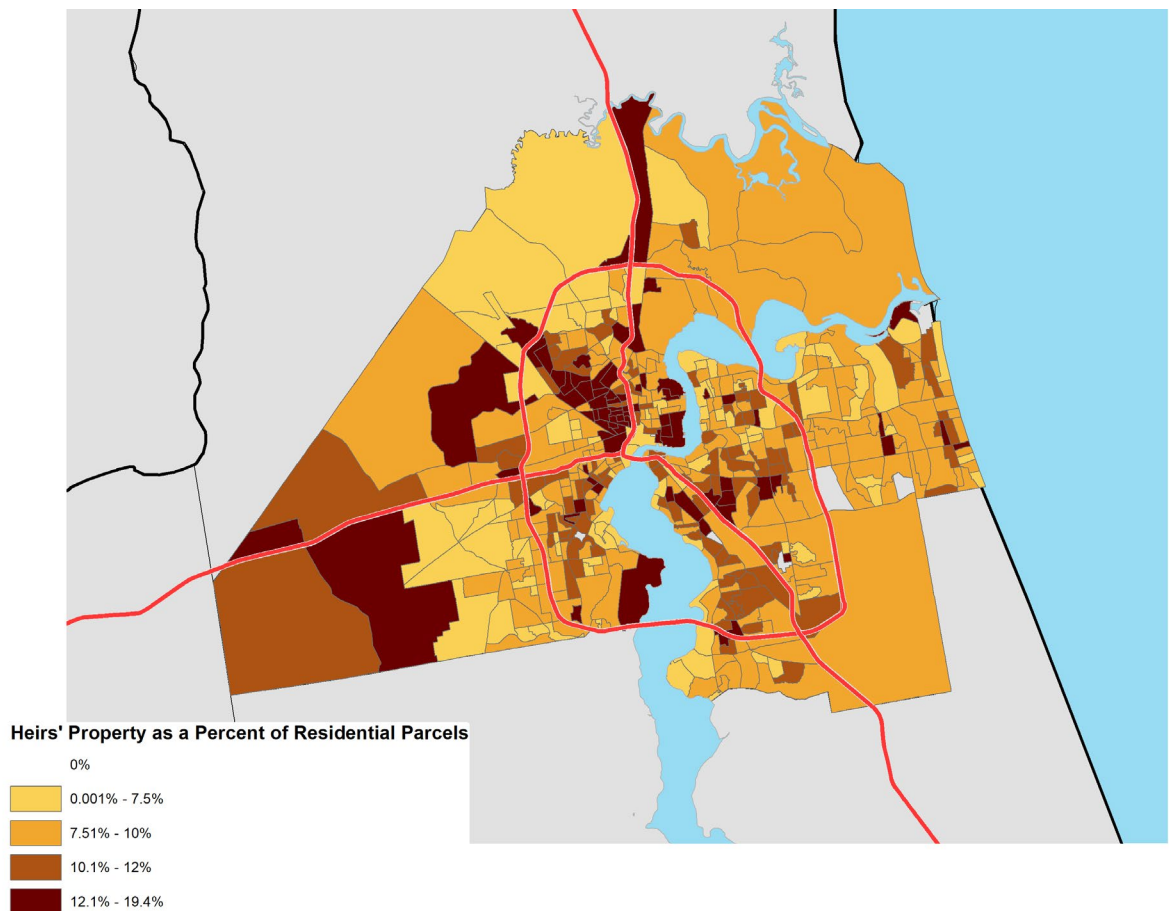 Heirs' Property as a Percent of Residential Parcels
0%
0.001% - 7.5%
7.51% - 10%
10.1% - 12%
12.1% - 19.4%